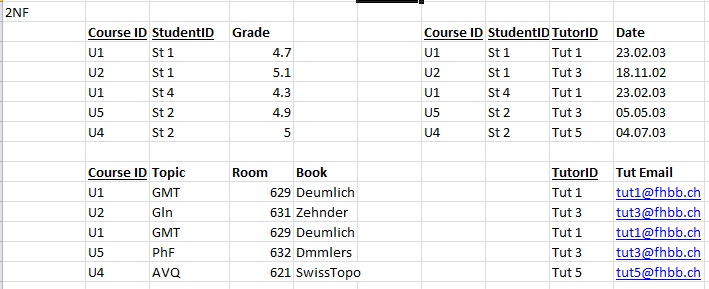 2NF
Course ID StudentID Grade Course ID StudentID TutorID Date
U1 St 1 4.7 U1 St 1 Tut 1 23.02.03
U2 St 1 5.1 U2 St 1 Tut 3 18.11.02
U1 St 4 4.3 U1 St 4 Tut 1 23.02.03
U5 St 2 4.9 U5 St 2 Tut 3 05.05.03
U4 St 2 5 U4 St 2 Tut 5 04.07.03
Course ID Topic Room Book TutorID Tut Email
U1 GMT 629 Deumlich Tut 1 tut1@fhbb.ch
U2 Gln 631 Zehnder Tut 3 tut3@fhbb.ch
U1 GMT 629 Deumlich Tut 1 tut1@fhbb.ch
U5 PhF 632 Dmmlers Tut 3 tut3@fhbb.ch
U4 AVQ 621 SwissTopo Tut 5 tut5@fhbb.ch